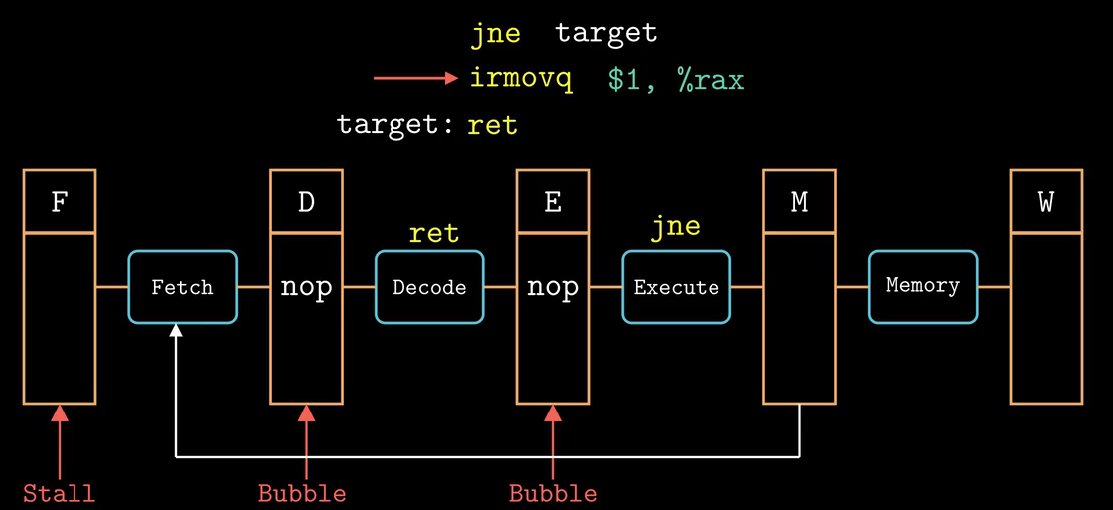 jne target
irmovq $1, %rax
target: ret
F D E M W
ret jne
Fetch nop Decode nop Execute Memory
Stall Bubble Bubble